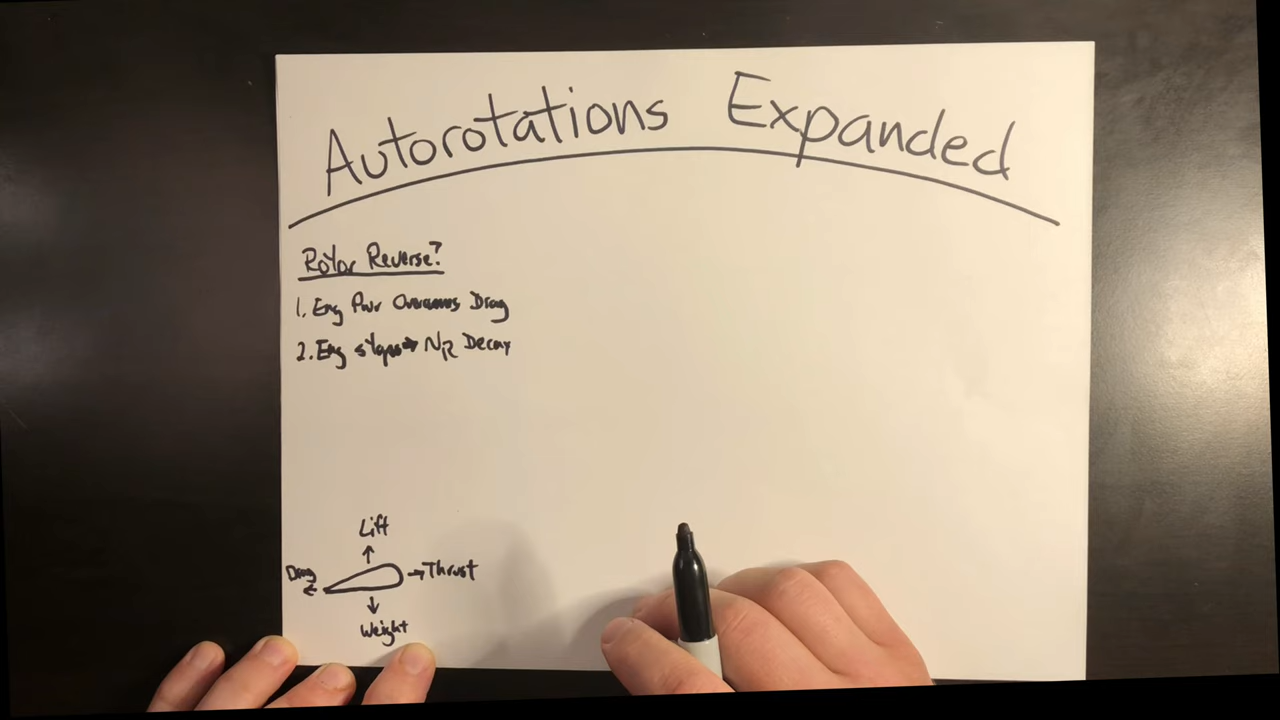 Autorotations Expanded
Rotor Reverse?
1. Eng Pwr Overcomes Drag
2. Eng stops→ NR Decay
Lift
Drag
Thrust
Weight